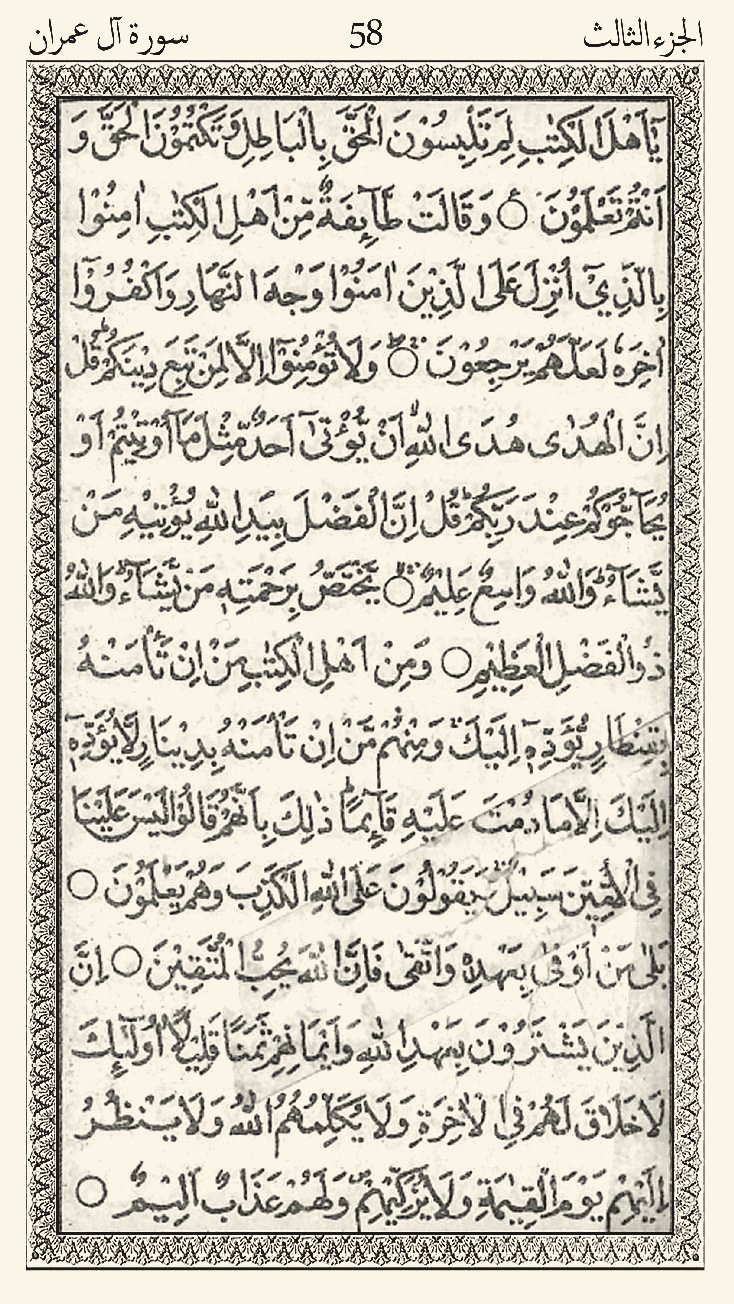 الجزء الثالث 58 سورة آل عمران
يٰٓاَهْلَ الْكِتٰبِ لِمَ تَلْبِسُوْنَ الْحَقَّ بِالْبَاطِلِ وَتَكْتُمُوْنَ الْحَقَّ وَ
اَنْتُمْ تَعْلَمُوْنَ ○ وَقَالَتْ طَّآئِفَةٌ مِّنْ اَهْلِ الْكِتٰبِ اٰمِنُوْا
بِالَّذِيْٓ اُنْزِلَ عَلَى الَّذِيْنَ اٰمَنُوْا وَجْهَ النَّهَارِ وَاكْفُرُوْٓا
اٰخِرَهٗ لَعَلَّهُمْ يَرْجِعُوْنَ ○ وَلَا تُؤْمِنُوْٓا اِلَّا لِمَنْ تَبِعَ دِيْنَكُمْ قُلْ
اِنَّ الْهُدٰى هُدَى اللّٰهِ اَنْ يُّؤْتٰىٓ اَحَدٌ مِّثْلَ مَآ اُوْتِيْتُمْ اَوْ
يُحَآجُّوْكُمْ عِنْدَ رَبِّكُمْ قُلْ اِنَّ الْفَضْلَ بِيَدِ اللّٰهِ يُؤْتِيْهِ مَنْ
يَّشَآءُ وَاللّٰهُ وَاسِعٌ عَلِيْمٌ ○ يَّخْتَصُّ بِرَحْمَتِهٖ مَنْ يَّشَآءُ وَاللّٰهُ
ذُو الْفَضْلِ الْعَظِيْمِ ○ وَمِنْ اَهْلِ الْكِتٰبِ مَنْ اِنْ تَاْمَنْهُ
بِقِنْطَارٍ يُّؤَدِّهٖٓ اِلَيْكَ وَمِنْهُمْ مَّنْ اِنْ تَاْمَنْهُ بِدِيْنَارٍ لَّا يُؤَدِّهٖٓ
اِلَيْكَ اِلَّا مَا دُمْتَ عَلَيْهِ قَآئِمًا ذٰلِكَ بِاَنَّهُمْ قَالُوْا لَيْسَ عَلَيْنَا
فِى الْاُمِّيّٖنَ سَبِيْلٌ وَيَقُوْلُوْنَ عَلَى اللّٰهِ الْكَذِبَ وَهُمْ يَعْلَمُوْنَ ○
بَلٰى مَنْ اَوْفٰى بِعَهْدِهٖ وَاتَّقٰى فَاِنَّ اللّٰهَ يُحِبُّ الْمُتَّقِيْنَ ○ اِنَّ
الَّذِيْنَ يَشْتَرُوْنَ بِعَهْدِ اللّٰهِ وَاَيْمَانِهِمْ ثَمَنًا قَلِيْلًا اُولٰٓئِكَ
لَا خَلَاقَ لَهُمْ فِى الْاٰخِرَةِ وَلَا يُكَلِّمُهُمُ اللّٰهُ وَلَا يَنْظُرُ
اِلَيْهِمْ يَوْمَ الْقِيٰمَةِ وَلَا يُزَكِّيْهِمْ وَلَهُمْ عَذَابٌ اَلِيْمٌ ○